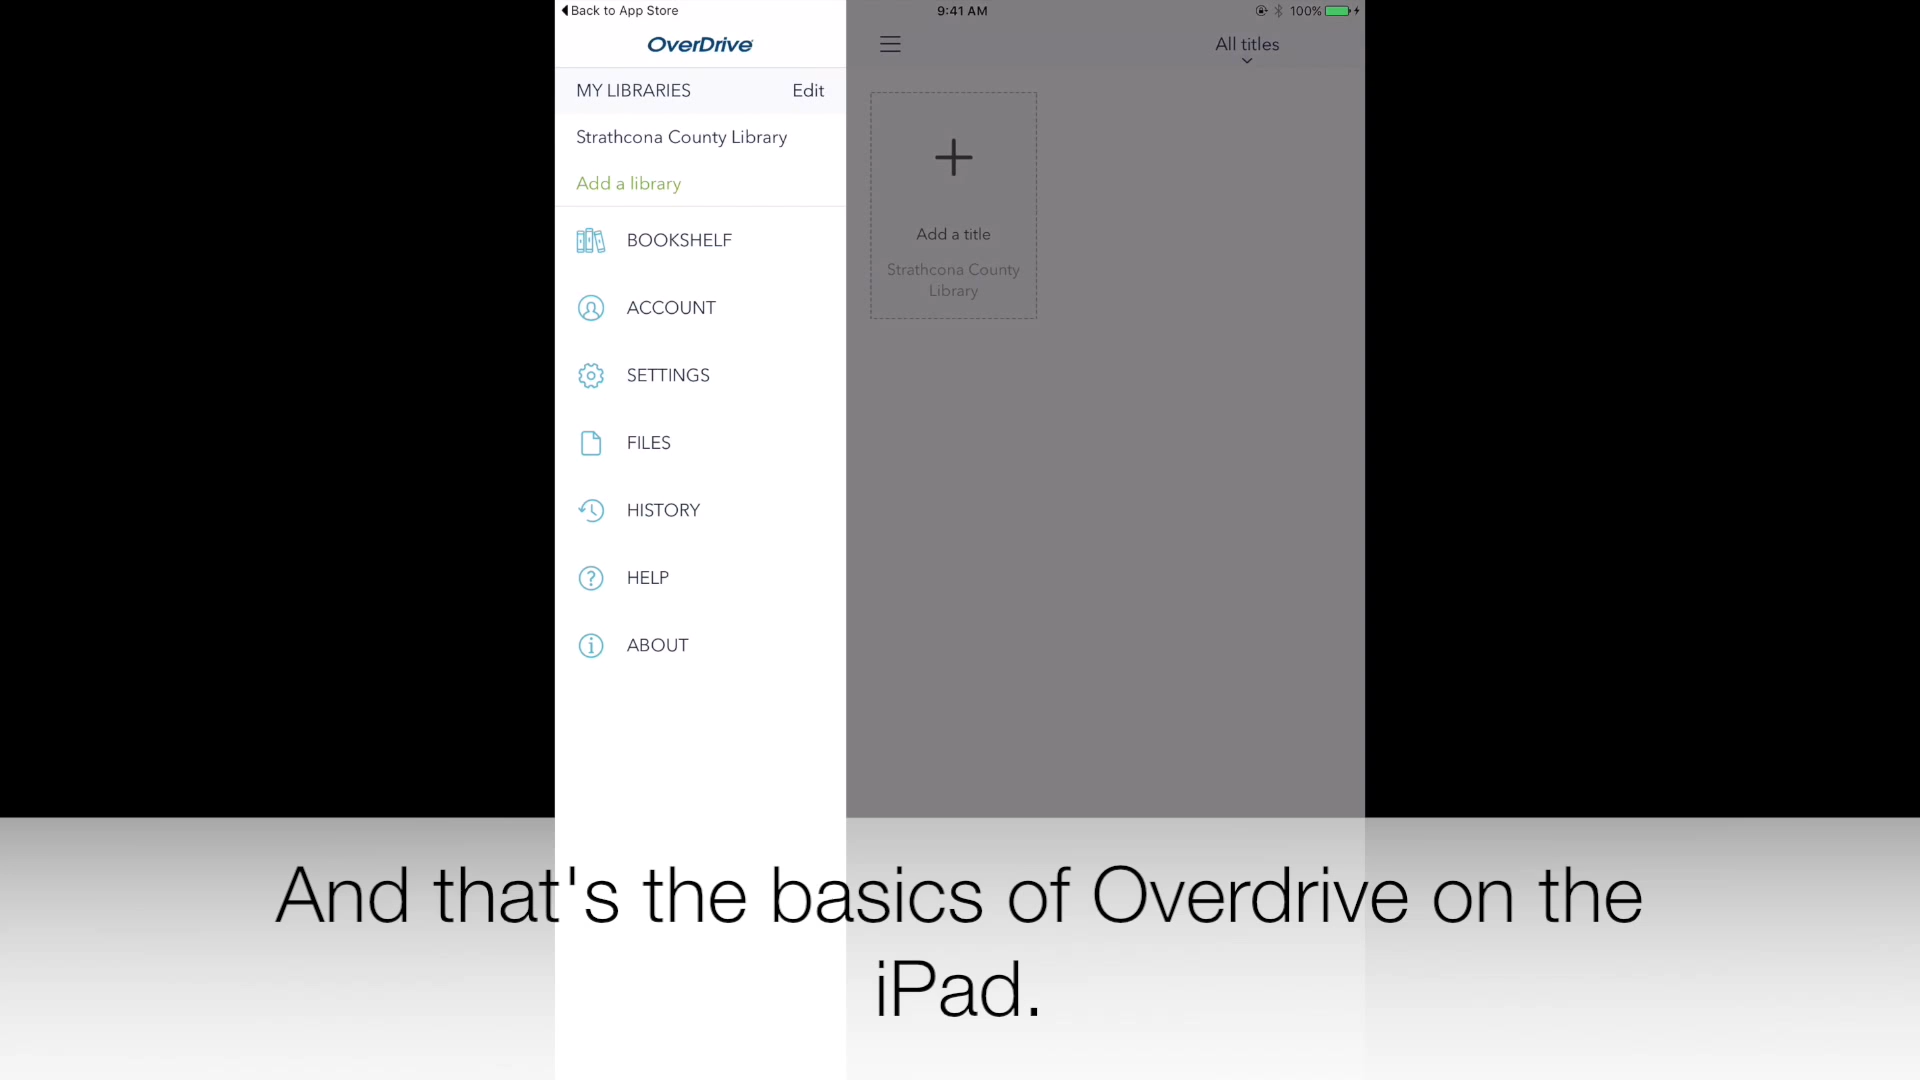 Back to App Store
9:41 AM
100%
OverDrive
All titles
MY LIBRARIES
Edit
Strathcona County Library
Add a library
BOOKSHELF
ACCOUNT
SETTINGS
FILES
HISTORY
HELP
ABOUT
Add a title
Strathcona County
Library
And that's the basics of Overdrive on the
iPad.